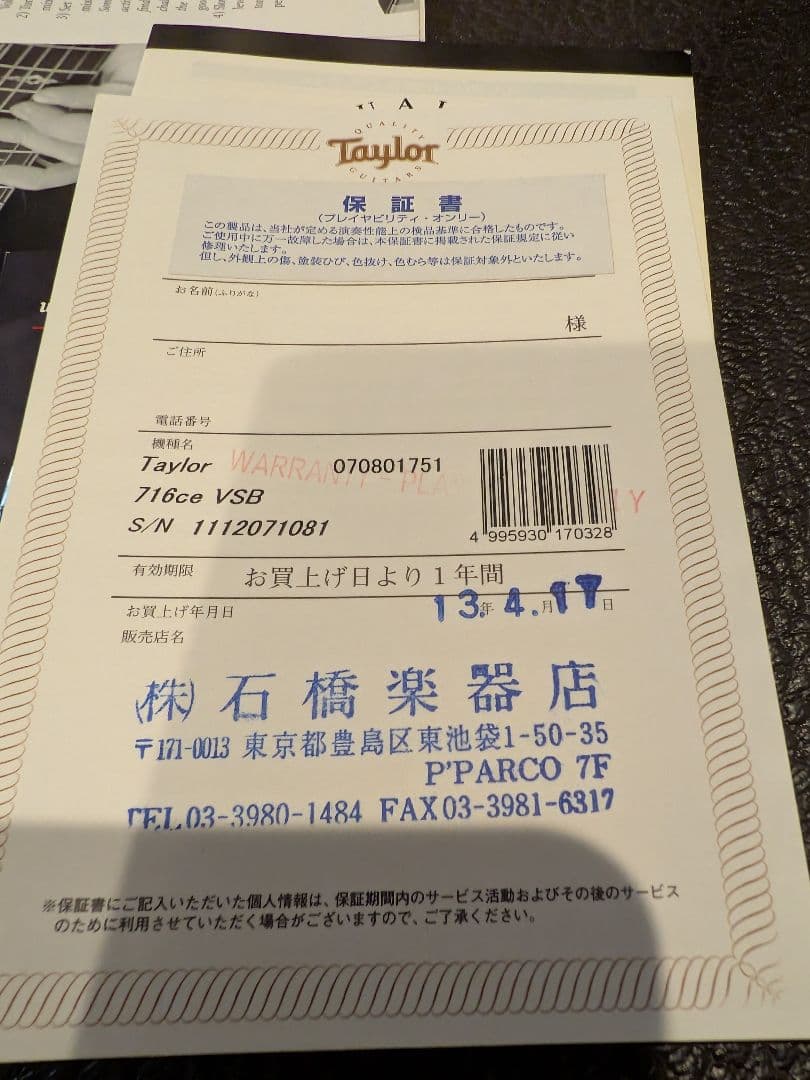 QUALITY
Taylor
GUITARS
保証書
(プレイヤビリティ・オンリー)
この製品は、当社が定める演奏性能上の検品基準に合格したものです。
ご使用中に万一故障した場合は、本保証書に掲載された保証規定に従い
修理いたします。
但し、外観上の傷、塗装ひび、色抜け、色むら等は保証対象外といたします。
お名前(ふりがな)
様
ご住所
電話番号
機種名
Taylor 070801751
WARRANTY - PLA Y
716ce VSB
S/N 1112071081
4 995930 170328
有効期限 お買上げ日より1年間
お買上げ年月日 13年 4.月17日
販売店名
(株)石橋楽器店
〒171-0013 東京都豊島区東池袋1-50-35
P'PARCO 7F
TEL03-3980-1484 FAX03-3981-6317
※保証書にご記入いただいた個人情報は、保証期間内のサービス活動およびその後のサービス
のために利用させていただく場合がございますので、ご了承ください。